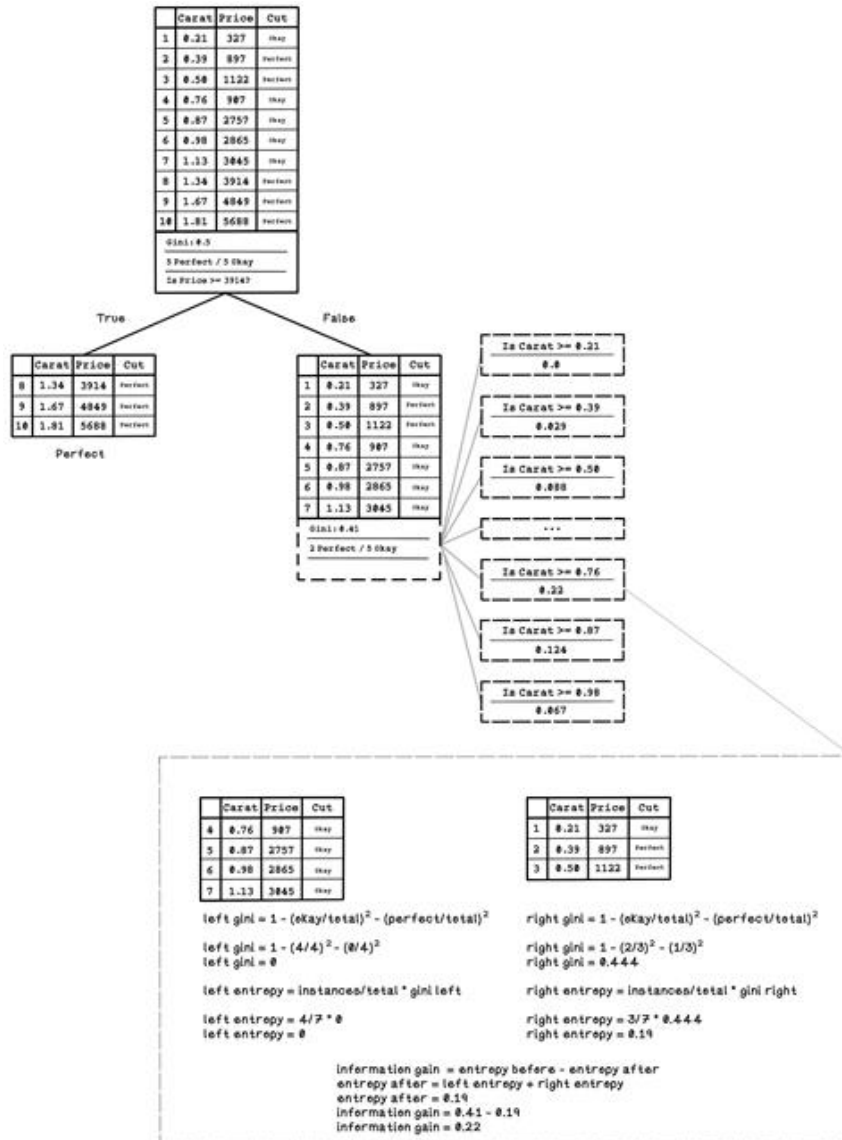 Carat Price Cut
1 0.21 327 Okay
2 0.39 897 Perfect
3 0.50 1122 Perfect
4 0.76 907 Okay
5 0.87 2757 Okay
6 0.98 2865 Okay
7 1.13 3045 Okay
8 1.34 3914 Perfect
9 1.67 4849 Perfect
10 1.81 5688 Perfect
Gini: 0.5
5 Perfect / 5 Okay
Is Price >= 3914?
True
False
Carat Price Cut
8 1.34 3914 Perfect
9 1.67 4849 Perfect
10 1.81 5688 Perfect
Perfect
Carat Price Cut
1 0.21 327 Okay
2 0.39 897 Perfect
3 0.50 1122 Perfect
4 0.76 907 Okay
5 0.87 2757 Okay
6 0.98 2865 Okay
7 1.13 3045 Okay
Gini: 0.41
2 Perfect / 5 Okay
Is Carat >= 0.21
0.0
Is Carat >= 0.39
0.029
Is Carat >= 0.50
0.088
...
Is Carat >= 0.76
0.22
Is Carat >= 0.87
0.124
Is Carat >= 0.98
0.067
Carat Price Cut
4 0.76 907 Okay
5 0.87 2757 Okay
6 0.98 2865 Okay
7 1.13 3045 Okay
left gini = 1 - (okay/total)² - (perfect/total)²
left gini = 1 - (4/4)² - (0/4)²
left gini = 0
left entropy = instances/total * gini left
left entropy = 4/7 * 0
left entropy = 0
Carat Price Cut
1 0.21 327 Okay
2 0.39 897 Perfect
3 0.50 1122 Perfect
right gini = 1 - (okay/total)² - (perfect/total)²
right gini = 1 - (2/3)² - (1/3)²
right gini = 0.444
right entropy = instances/total * gini right
right entropy = 3/7 * 0.444
right entropy = 0.19
information gain = entropy before - entropy after
entropy after = left entropy + right entropy
entropy after = 0.19
information gain = 0.41 - 0.19
information gain = 0.22